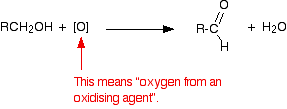 RCH₂OH + [O] → R-C O H + H₂O
This means "oxygen from an
oxidising agent".